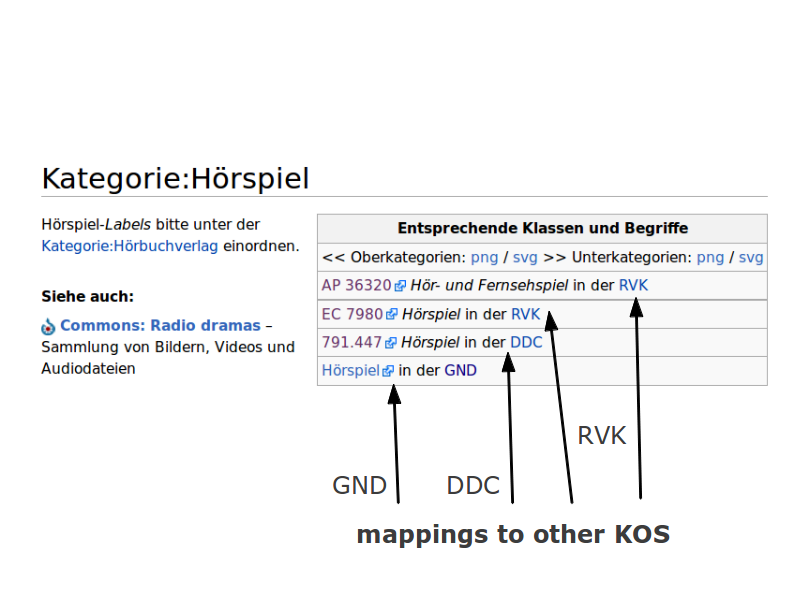 Kategorie:Hörspiel
Hörspiel-Labels bitte unter der
Kategorie:Hörbuchverlag einordnen.
Siehe auch:
Commons: Radio dramas –
Sammlung von Bildern, Videos und
Audiodateien
Entsprechende Klassen und Begriffe
<< Oberkategorien: png / svg >> Unterkategorien: png / svg
AP 36320 Hör- und Fernsehspiel in der RVK
EC 7980 Hörspiel in der RVK
791.447 Hörspiel in der DDC
Hörspiel in der GND
RVK
GND DDC
mappings to other KOS